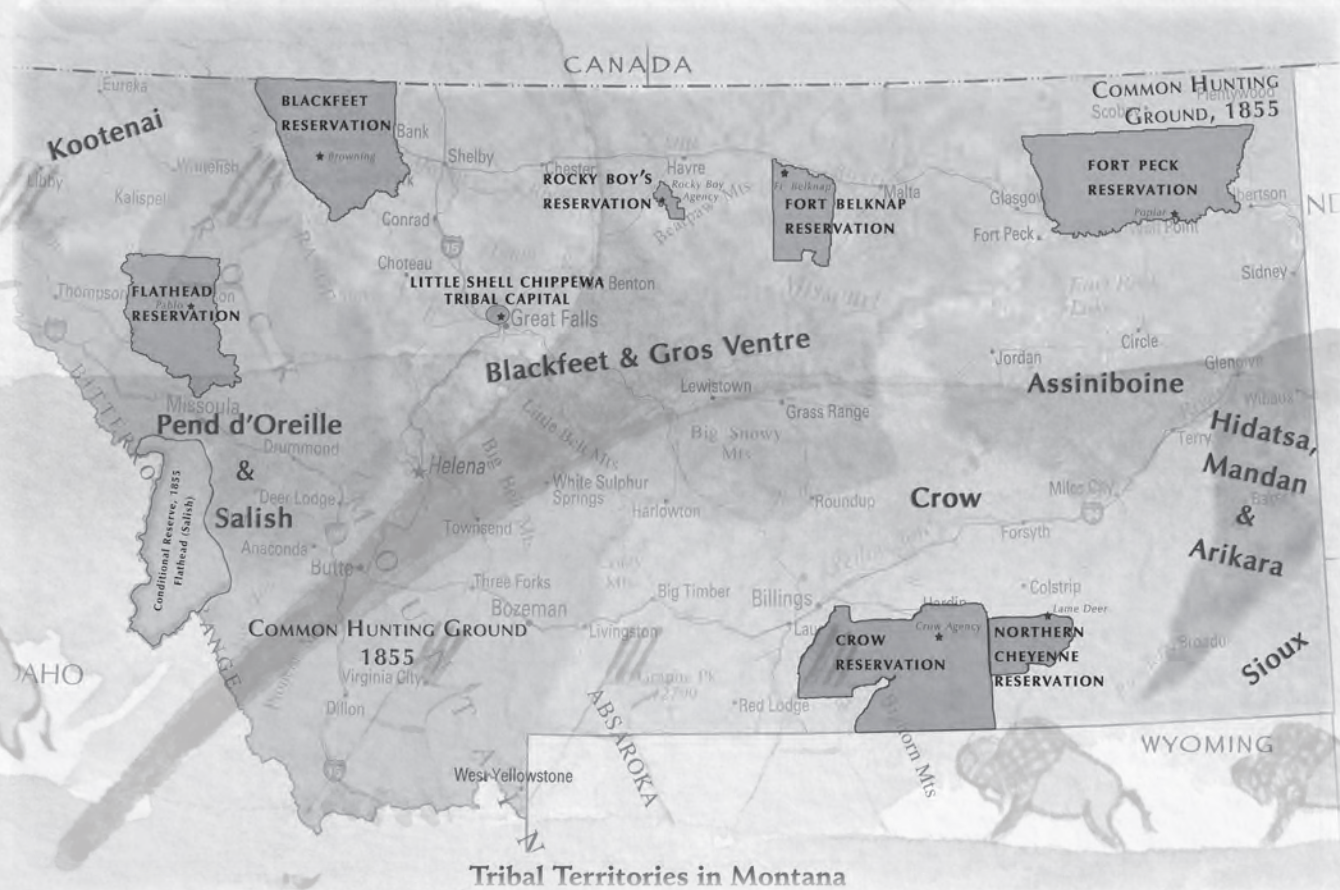 CANADA
Eureka
Kootenai
BLACKFEET
RESERVATION
Browning
Bank
Shelby
COMMON HUNTING
GROUND, 1855
FORT PECK
RESERVATION
Poplar
Libby
Whitefish
Kalispel
Conrad
15
Chester
Havre
ROCKY BOY'S
RESERVATION
Rocky Boy
Agency
Bearpaw Mts
Ft. Belknap
FORT BELKNAP
RESERVATION
Malta
Glasgow
Fort Peck
Choteau
LITTLE SHELL CHIPPEWA
TRIBAL CAPITAL
Great Falls
Benton
Sidney
Thompson
FLATHEAD
Pablo
RESERVATION
Blackfeet & Gros Ventre
Lewistown
Grass Range
Jordan
Circle
Glendive
Assiniboine
Missoula
Pend d'Oreille
&
Salish
Drummond
Deer Lodge
Anaconda
Butte
Conditional Reserve, 1855
Flathead (Salish)
Helena
Little Belt Mts
Big Snowy
Mts
White Sulphur
Springs
Harlowton
Townsend
Roundup
Crow
Miles City
Forsyth
Terry
Hidatsa,
Mandan
&
Arikara
Sioux
Three Forks
Bozeman
Livingston
Big Timber
Billings
Colstrip
Lame Deer
Hardin
Crow Agency
CROW
RESERVATION
NORTHERN
CHEYENNE
RESERVATION
COMMON HUNTING GROUND
1855
Virginia City
Dillon
Red Lodge
ABSAROKA
West Yellowstone
WYOMING
Tribal Territories in Montana